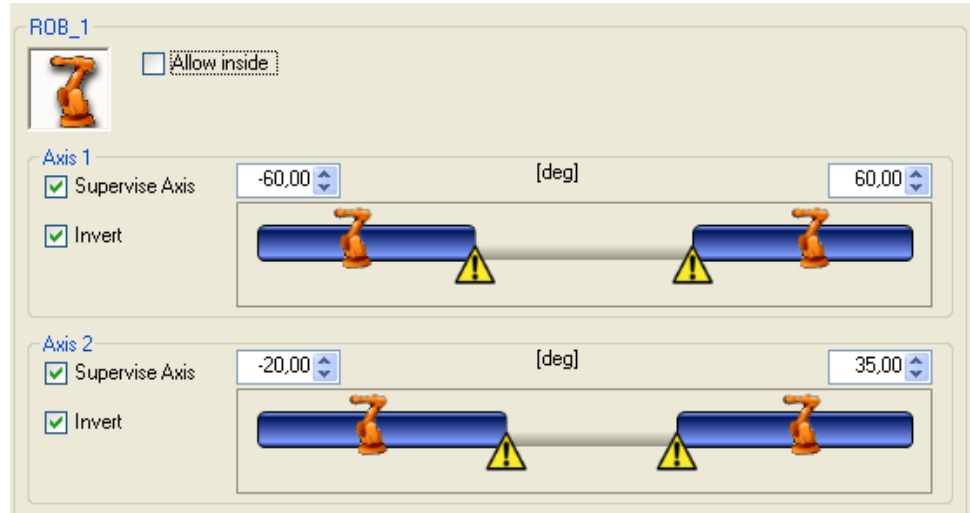 ROB_1
Allow inside
Axis 1
Supervise Axis
-60,00
[deg]
60,00
Invert
Axis 2
Supervise Axis
-20,00
[deg]
35,00
Invert